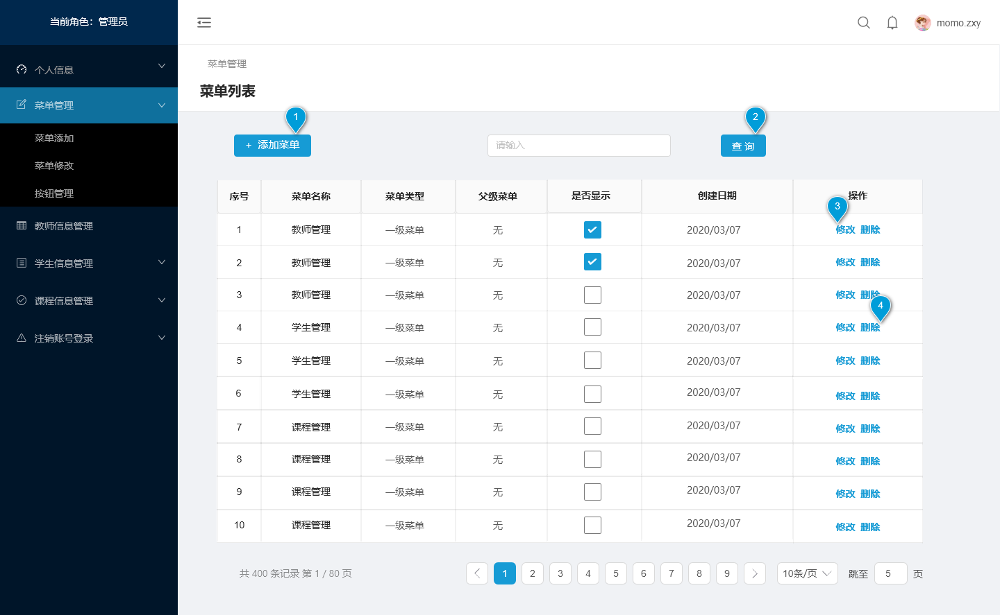 当前角色：管理员
momo.zxy
个人信息
菜单管理
菜单添加
菜单修改
按钮管理
教师信息管理
学生信息管理
课程信息管理
注销账号登录
菜单管理
菜单列表
1
2
+ 添加菜单
请输入
查 询
序号 菜单名称 菜单类型 父级菜单 是否显示 创建日期 操作
3
1 教师管理 一级菜单 无 2020/03/07 修改 删除
2 教师管理 一级菜单 无 2020/03/07 修改 删除
3 教师管理 一级菜单 无 2020/03/07 修改 删除
4
4 学生管理 一级菜单 无 2020/03/07 修改 删除
5 学生管理 一级菜单 无 2020/03/07 修改 删除
6 学生管理 一级菜单 无 2020/03/07 修改 删除
7 课程管理 一级菜单 无 2020/03/07 修改 删除
8 课程管理 一级菜单 无 2020/03/07 修改 删除
9 课程管理 一级菜单 无 2020/03/07 修改 删除
10 课程管理 一级菜单 无 2020/03/07 修改 删除
共 400 条记录 第 1 / 80 页
1 2 3 4 5 6 7 8 9 10条/页 跳至 5 页